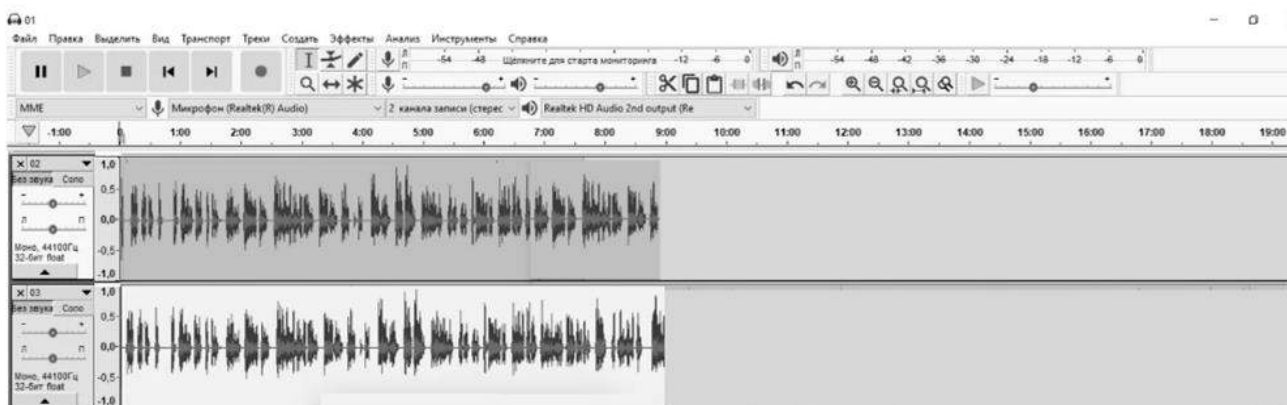 01
Файл Правка Выделить Вид Транспорт Треки Создать Эффекты Анализ Инструменты Справка
Л П -54 -48 Щелкните для старта мониторинга -12 -6 0 Л П -54 -48 -42 -36 -30 -24 -18 -12 -6 0
MME Микрофон (Realtek(R) Audio) 2 канала записи (стерес Realtek HD Audio 2nd output (Re
-1:00 0 1:00 2:00 3:00 4:00 5:00 6:00 7:00 8:00 9:00 10:00 11:00 12:00 13:00 14:00 15:00 16:00 17:00 18:00 19:00
× 02 1,0
Без звука Соло 0,5-
- +
Л П 0,0-
Моно, 44100Гц -0,5-
32-бит float
-1,0
× 03 1,0
Без звука Соло 0,5-
- +
Л П 0,0-
Моно, 44100Гц -0,5-
32-бит float
-1,0